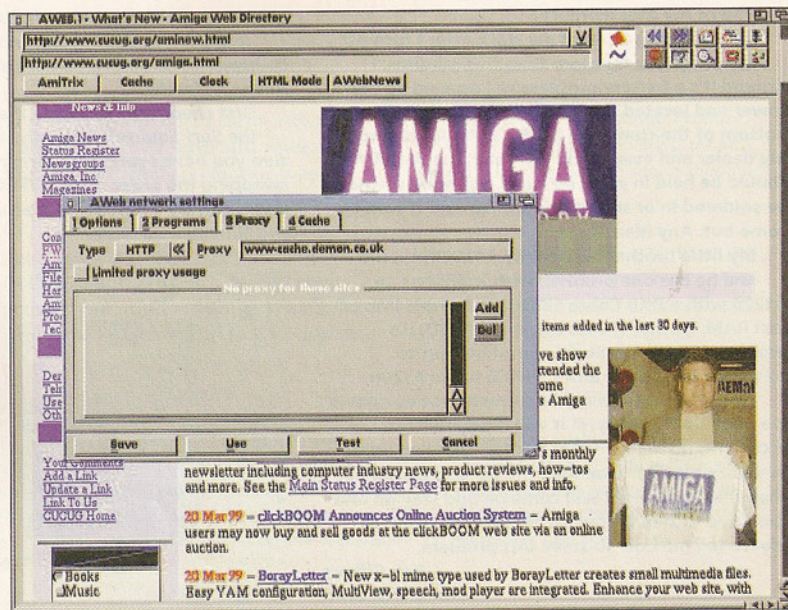 AWEB.1 • What's New • Amiga Web Directory
http://www.cucug.org/aminew.html
http://www.cucug.org/amiga.html
AmiTrix Cache Clock HTML Mode AWebNews
News & Info
Amiga News
Status Register
Newsgroups
Amiga, Inc.
Magazines
AMIGA
AWeb network settings
1 Options 2 Programs 3 Proxy 4 Cache
Type HTTP Proxy www-cache.demon.co.uk
Limited proxy usage
No proxy for these sites
Add
Del
Save Use Test Cancel
items added in the last 30 days.
ve show
ttended the
ome
s Amiga
's monthly
newsletter including computer industry news, product reviews, how-tos
and more. See the Main Status Register Page for more issues and info.
20 Mar 99 – clickBOOM Announces Online Auction System – Amiga
users may now buy and sell goods at the clickBOOM web site via an online
auction.
20 Mar 99 – BorayLetter – New x-bl mime type used by BorayLetter creates small multimedia files.
Easy YAM configuration, MultiView, speech, mod player are integrated. Enhance your web site, with
Your Comments
Add a Link
Update a Link
Link To Us
CUCUG Home
Books
Music
AMIGA